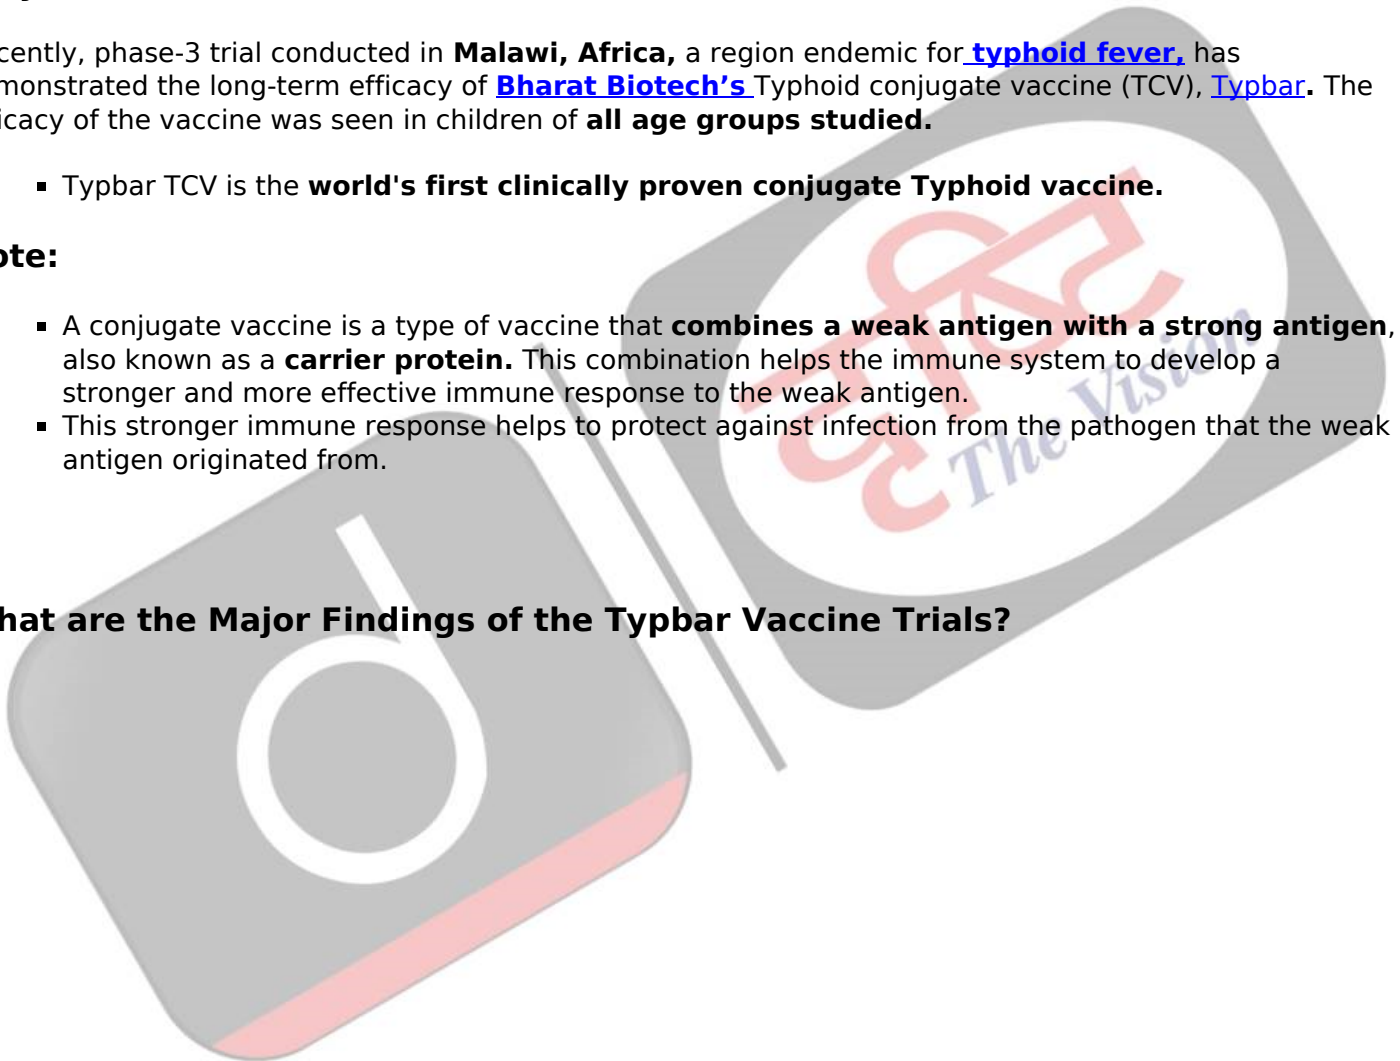 cently, phase-3 trial conducted in Malawi, Africa, a region endemic for typhoid fever, has
monstrated the long-term efficacy of Bharat Biotech's Typhoid conjugate vaccine (TCV), Typbar. The
icacy of the vaccine was seen in children of all age groups studied.
▪ Typbar TCV is the world's first clinically proven conjugate Typhoid vaccine.
ote:
▪ A conjugate vaccine is a type of vaccine that combines a weak antigen with a strong antigen,
also known as a carrier protein. This combination helps the immune system to develop a
stronger and more effective immune response to the weak antigen.
▪ This stronger immune response helps to protect against infection from the pathogen that the weak
antigen originated from.
दृष्टि
The Vision
hat are the Major Findings of the Typbar Vaccine Trials?
d